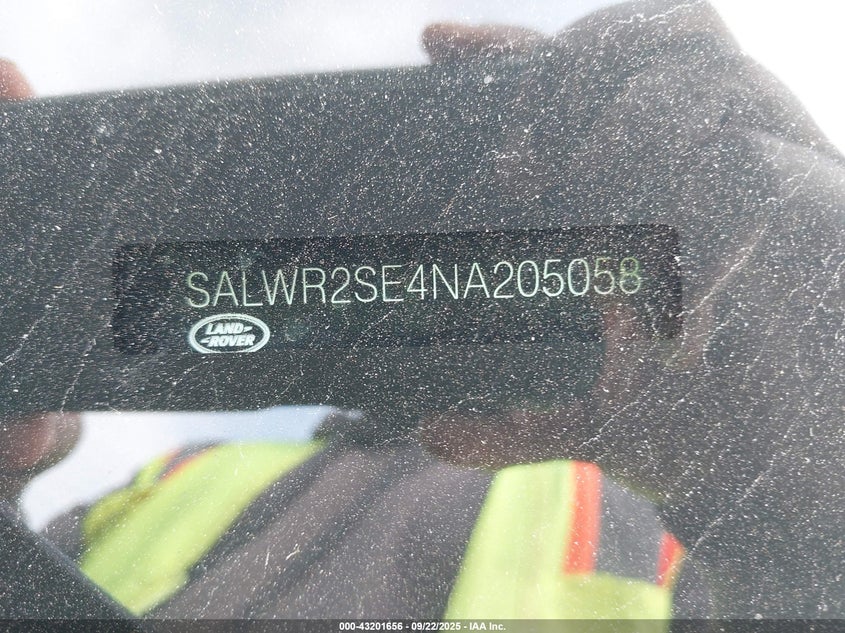 SALWR2SE4NA205058
LAND-
-ROVER
000-43201656 - 09/22/2025 - IAA Inc.